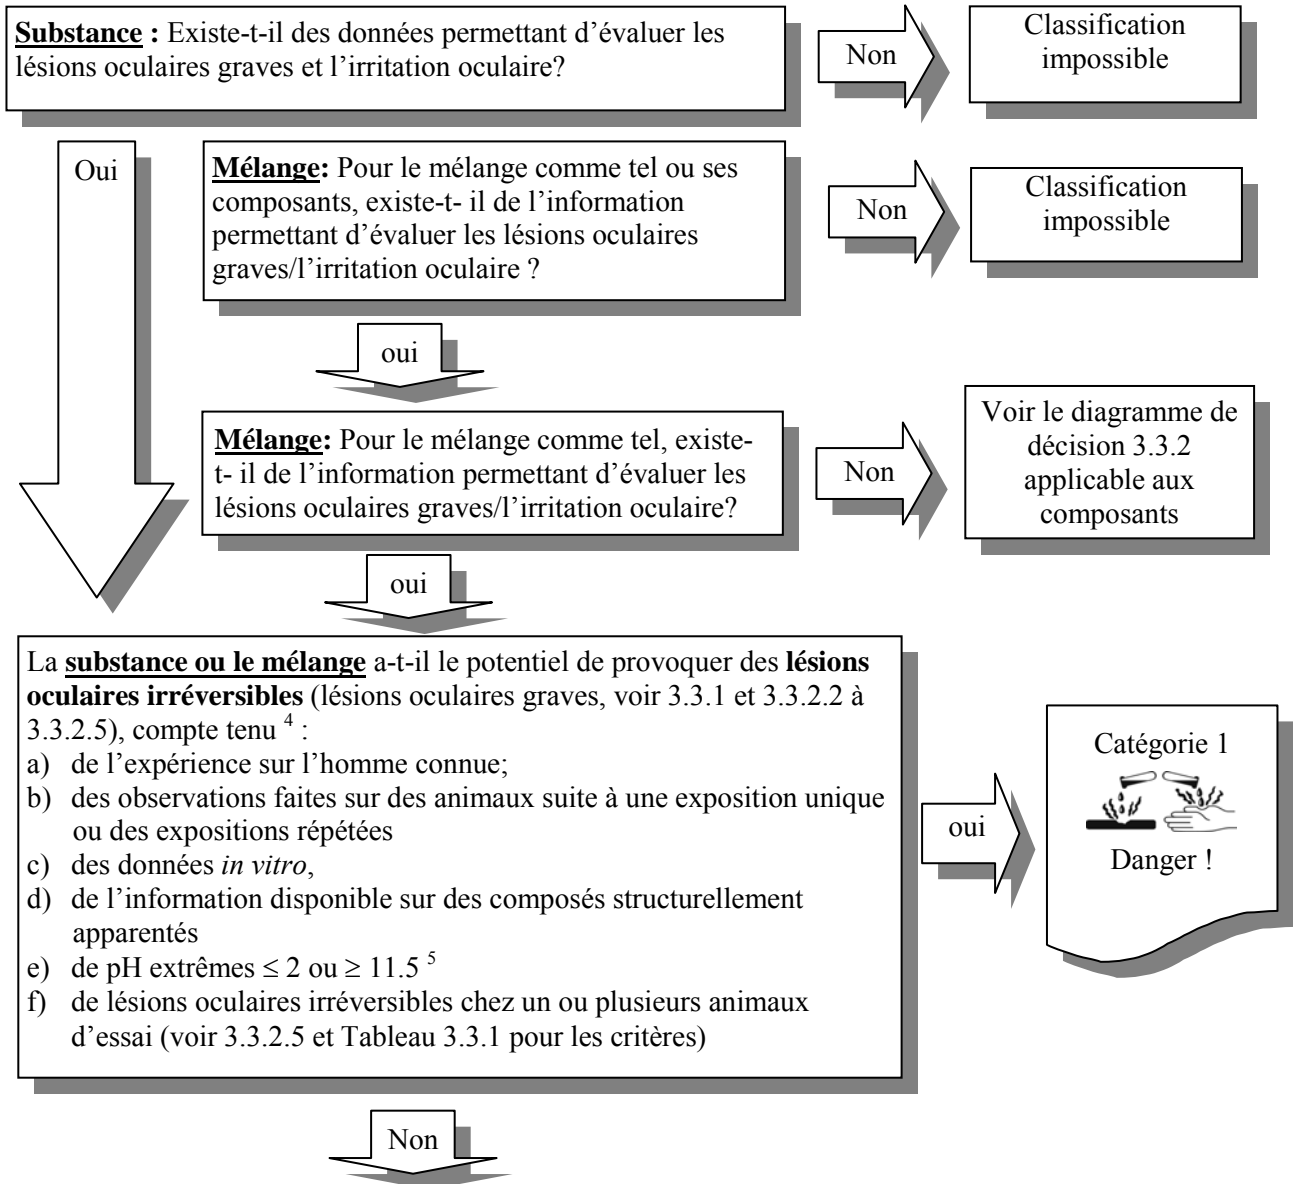 Substance : Existe-t-il des données permettant d’évaluer les
lésions oculaires graves et l’irritation oculaire?
Non
Classification
impossible
Oui
Mélange: Pour le mélange comme tel ou ses
composants, existe-t- il de l’information
permettant d’évaluer les lésions oculaires
graves/l’irritation oculaire ?
Non
Classification
impossible
oui
Mélange: Pour le mélange comme tel, existe-
t- il de l’information permettant d’évaluer les
lésions oculaires graves/l’irritation oculaire?
Non
Voir le diagramme de
décision 3.3.2
applicable aux
composants
oui
La substance ou le mélange a-t-il le potentiel de provoquer des lésions
oculaires irréversibles (lésions oculaires graves, voir 3.3.1 et 3.3.2.2 à
3.3.2.5), compte tenu 4 :
a) de l’expérience sur l’homme connue;
b) des observations faites sur des animaux suite à une exposition unique
ou des expositions répétées
c) des données in vitro,
d) de l’information disponible sur des composés structurellement
apparentés
e) de pH extrêmes ≤ 2 ou ≥ 11.5 5
f) de lésions oculaires irréversibles chez un ou plusieurs animaux
d’essai (voir 3.3.2.5 et Tableau 3.3.1 pour les critères)
oui
Catégorie 1
Danger !
Non